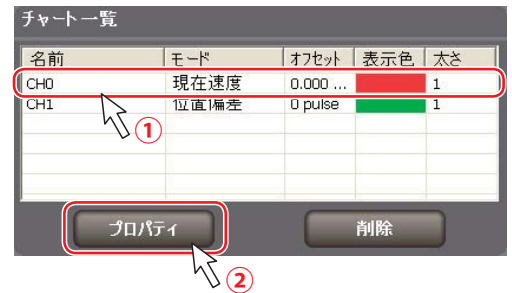 チャート一覧
名前 モード オフセット 表示色 太さ
CH0 現在速度 0.000 ... 1
CH1 位置偏差 0 pulse 1
①
プロパティ 削除
②